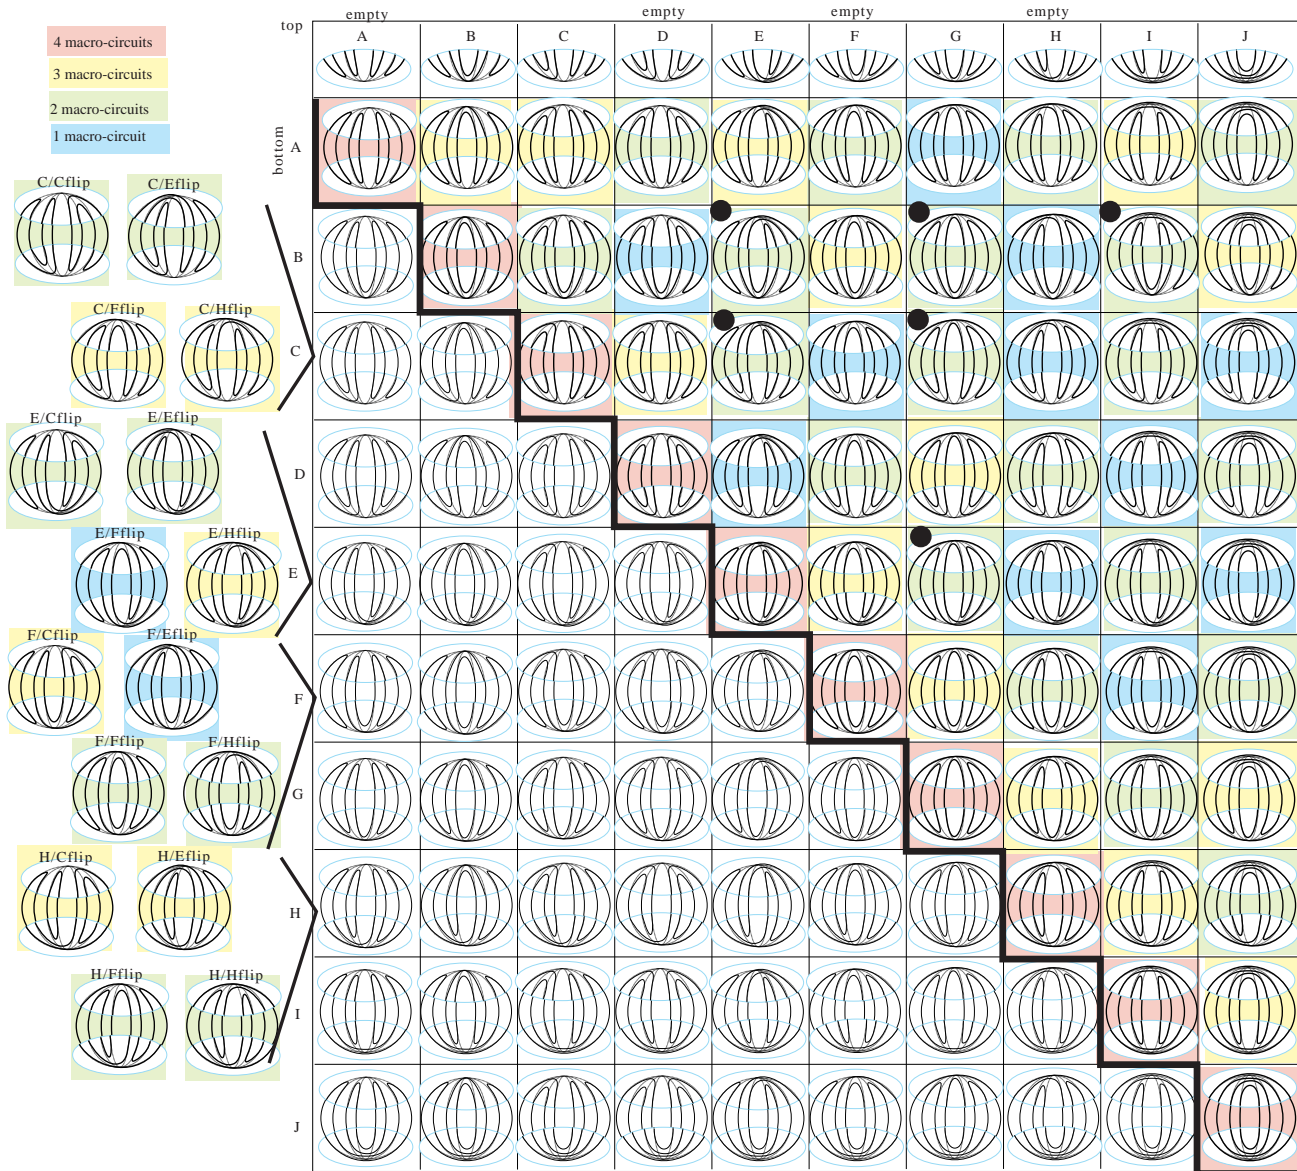 empty empty empty empty
top
A B C D E F G H I J
4 macro-circuits
3 macro-circuits
2 macro-circuits
1 macro-circuit
bottom
A
C/Cflip C/Eflip
B
C/Fflip C/Hflip
C
E/Cflip E/Eflip
D
E/Fflip E/Hflip
E
F/Cflip F/Eflip
F
F/Fflip F/Hflip
G
H/Cflip H/Eflip
H
H/Fflip H/Hflip
I
J